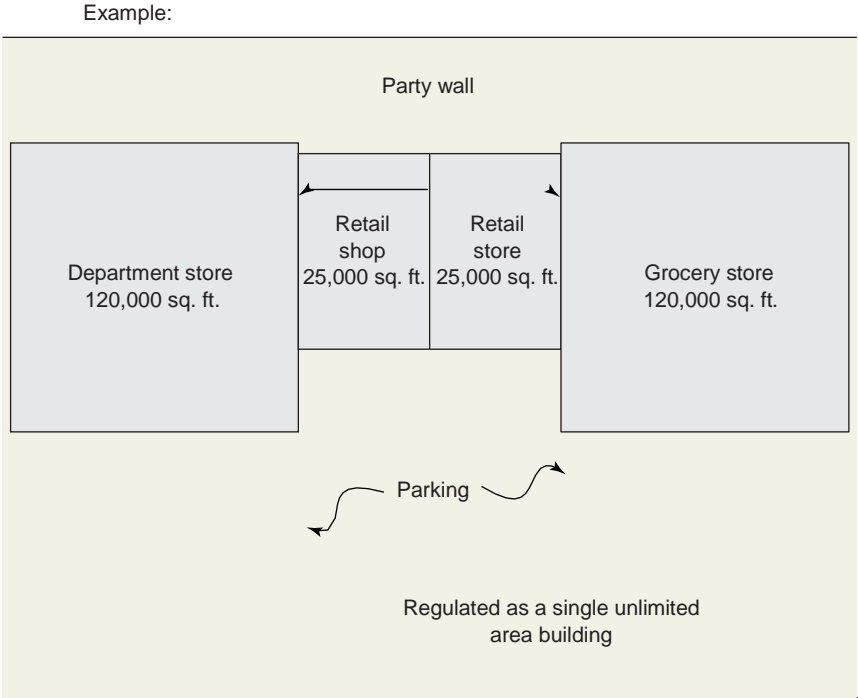 Example:
Party wall
Department store
120,000 sq. ft.
Retail
shop
25,000 sq. ft.
Retail
store
25,000 sq. ft.
Grocery store
120,000 sq. ft.
Parking
Regulated as a single unlimited
area building